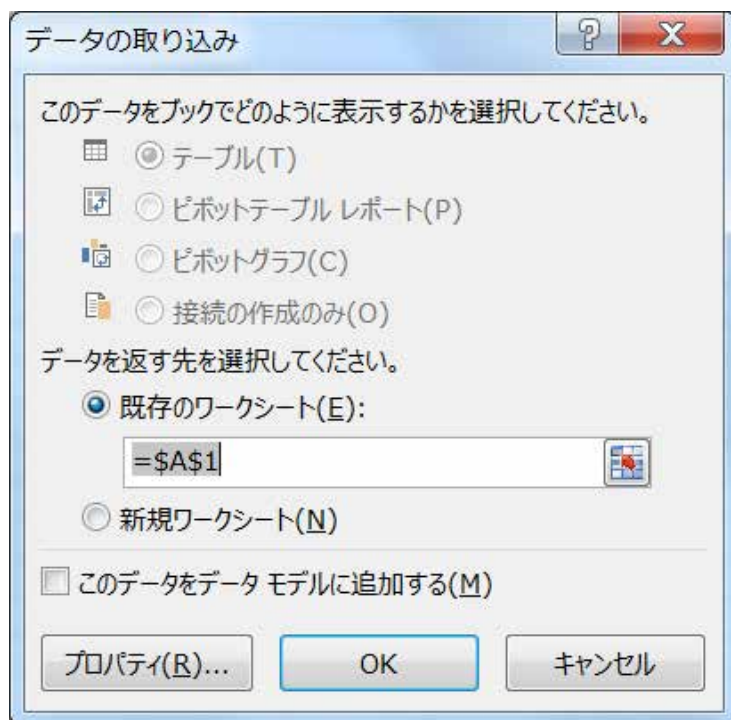 データの取り込み
このデータをブックでどのように表示するかを選択してください。
テーブル(T)
ピボットテーブル レポート(P)
ピボットグラフ(C)
接続の作成のみ(O)
データを返す先を選択してください。
既存のワークシート(E):
=$A$1
新規ワークシート(N)
このデータをデータ モデルに追加する(M)
プロパティ(R)... OK キャンセル